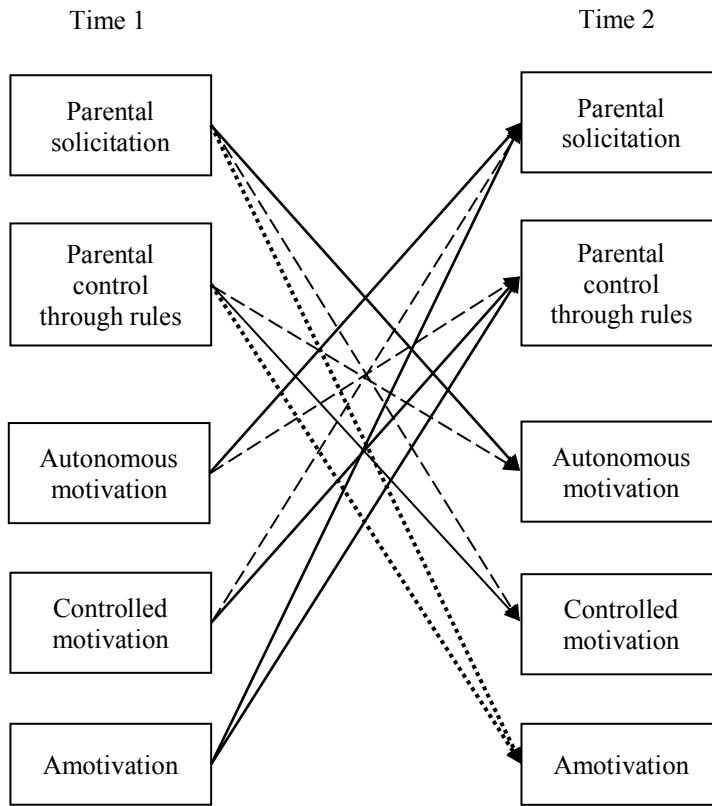 Time 1
Time 2
Parental
solicitation
Parental
solicitation
Parental
control
through rules
Parental
control
through rules
Autonomous
motivation
Autonomous
motivation
Controlled
motivation
Controlled
motivation
Amotivation
Amotivation